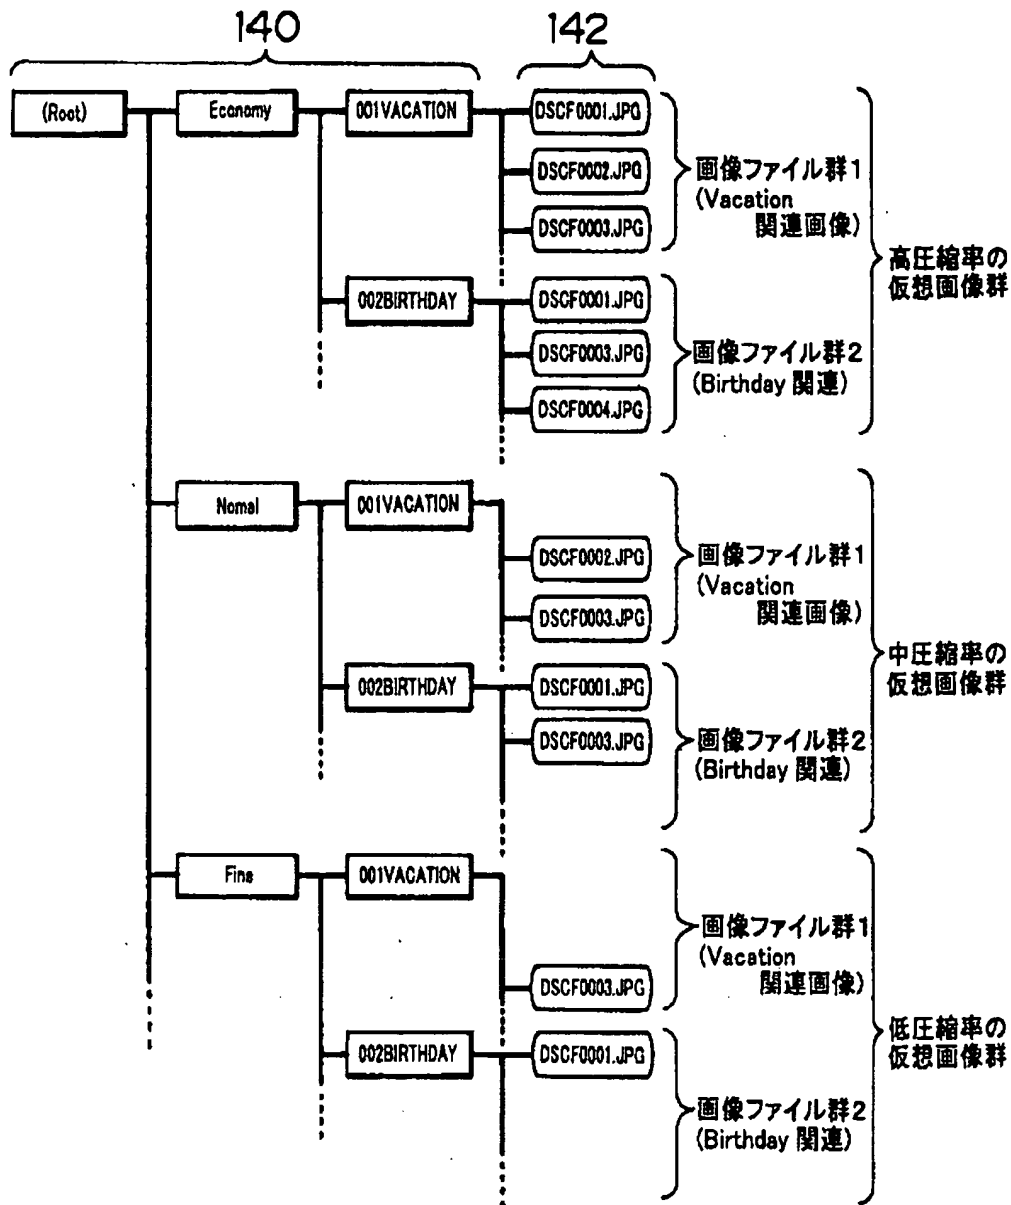 140
142
(Root)
Economy
001VACATION
DSCF0001.JPG
DSCF0002.JPG
DSCF0003.JPG
画像ファイル群1
(Vacation
関連画像)
002BIRTHDAY
DSCF0001.JPG
DSCF0003.JPG
DSCF0004.JPG
画像ファイル群2
(Birthday 関連)
高圧縮率の
仮想画像群
Nomal
001VACATION
DSCF0002.JPG
DSCF0003.JPG
画像ファイル群1
(Vacation
関連画像)
002BIRTHDAY
DSCF0001.JPG
DSCF0003.JPG
画像ファイル群2
(Birthday 関連)
中圧縮率の
仮想画像群
Fine
001VACATION
DSCF0003.JPG
画像ファイル群1
(Vacation
関連画像)
002BIRTHDAY
DSCF0001.JPG
画像ファイル群2
(Birthday 関連)
低圧縮率の
仮想画像群